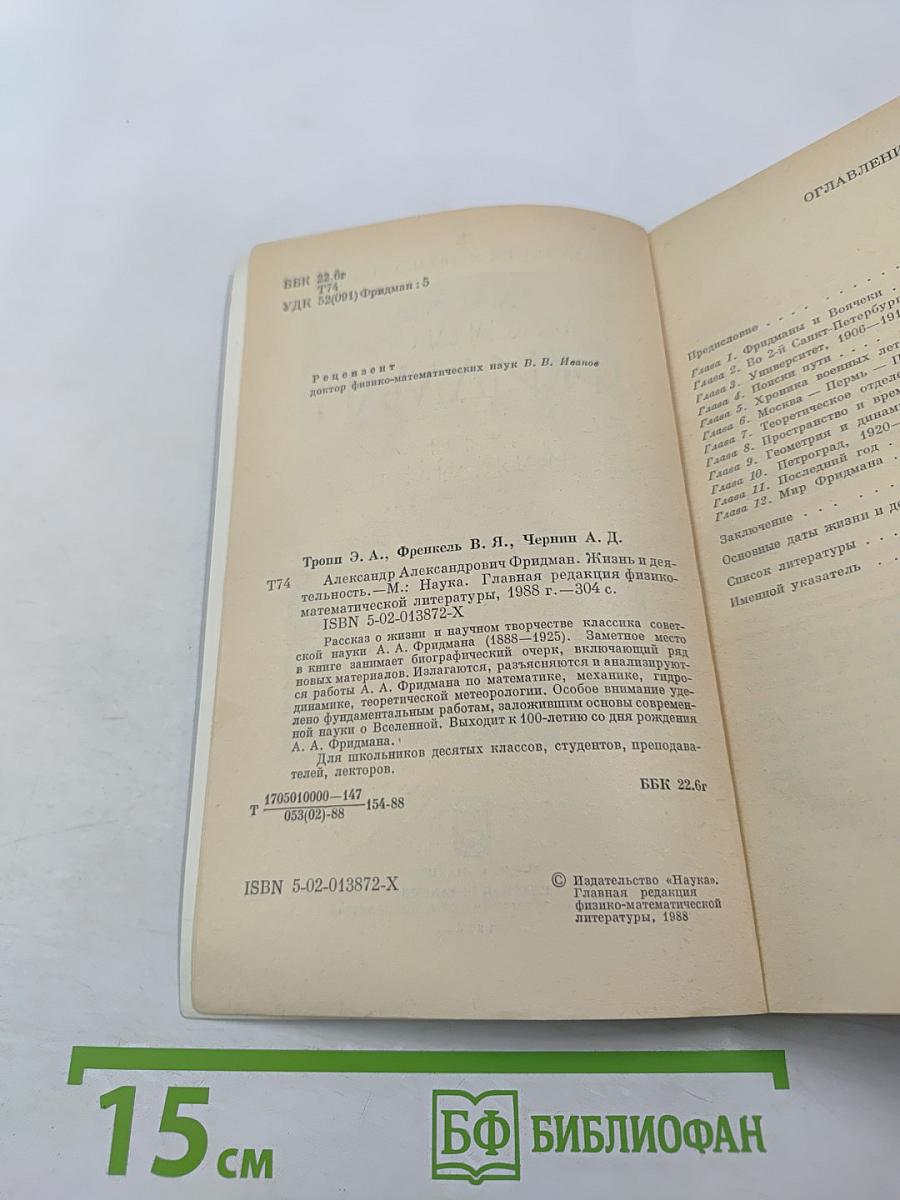 ББК 22.6г
Т74
УДК 52(091)Фридман : 5
Рецензент
доктор физико-математических наук В. В. Иванов
Тропп Э. А., Френкель В. Я., Чернин А. Д.
Т74 Александр Александрович Фридман. Жизнь и дея-
тельность.—М.: Наука. Главная редакция физико-
математической литературы, 1988 г.—304 с.
ISBN 5-02-013872-X
Рассказ о жизни и научном творчестве классика совет-
ской науки А. А. Фридмана (1888—1925). Заметное место
в книге занимает биографический очерк, включающий ряд
новых материалов. Излагаются, разъясняются и анализируют-
ся работы А. А. Фридмана по математике, механике, гидро-
динамике, теоретической метеорологии. Особое внимание уде-
лено фундаментальным работам, заложившим основы современ-
ной науки о Вселенной. Выходит к 100-летию со дня рождения
А. А. Фридмана.
Для школьников десятых классов, студентов, преподава-
телей, лекторов.
Т 1705010000—147
053(02)-88 154-88
ББК 22.6г
ISBN 5-02-013872-X
© Издательство «Наука».
Главная редакция
физико-математической
литературы, 1988
ОГЛАВЛЕНИ
Предисловие . . . . . . . . .
Глава 1. Фридманы и Воячеки .
Глава 2. Во 2-й Санкт-Петербург
Глава 3. Университет, 1906—191
Глава 4. Поиски пути . . . .
Глава 5. Хроника военных лет
Глава 6. Москва — Пермь — П
Глава 7. Теоретическое отделе
Глава 8. Пространство и врем
Глава 9. Геометрия и динам
Глава 10. Петроград, 1920—
Глава 11. Последний год .
Глава 12. Мир Фридмана .
Заключение . . . . .
Основные даты жизни и де
Список литературы . . .
Именной указатель . .
15 см
БФ БИБЛИОФАН